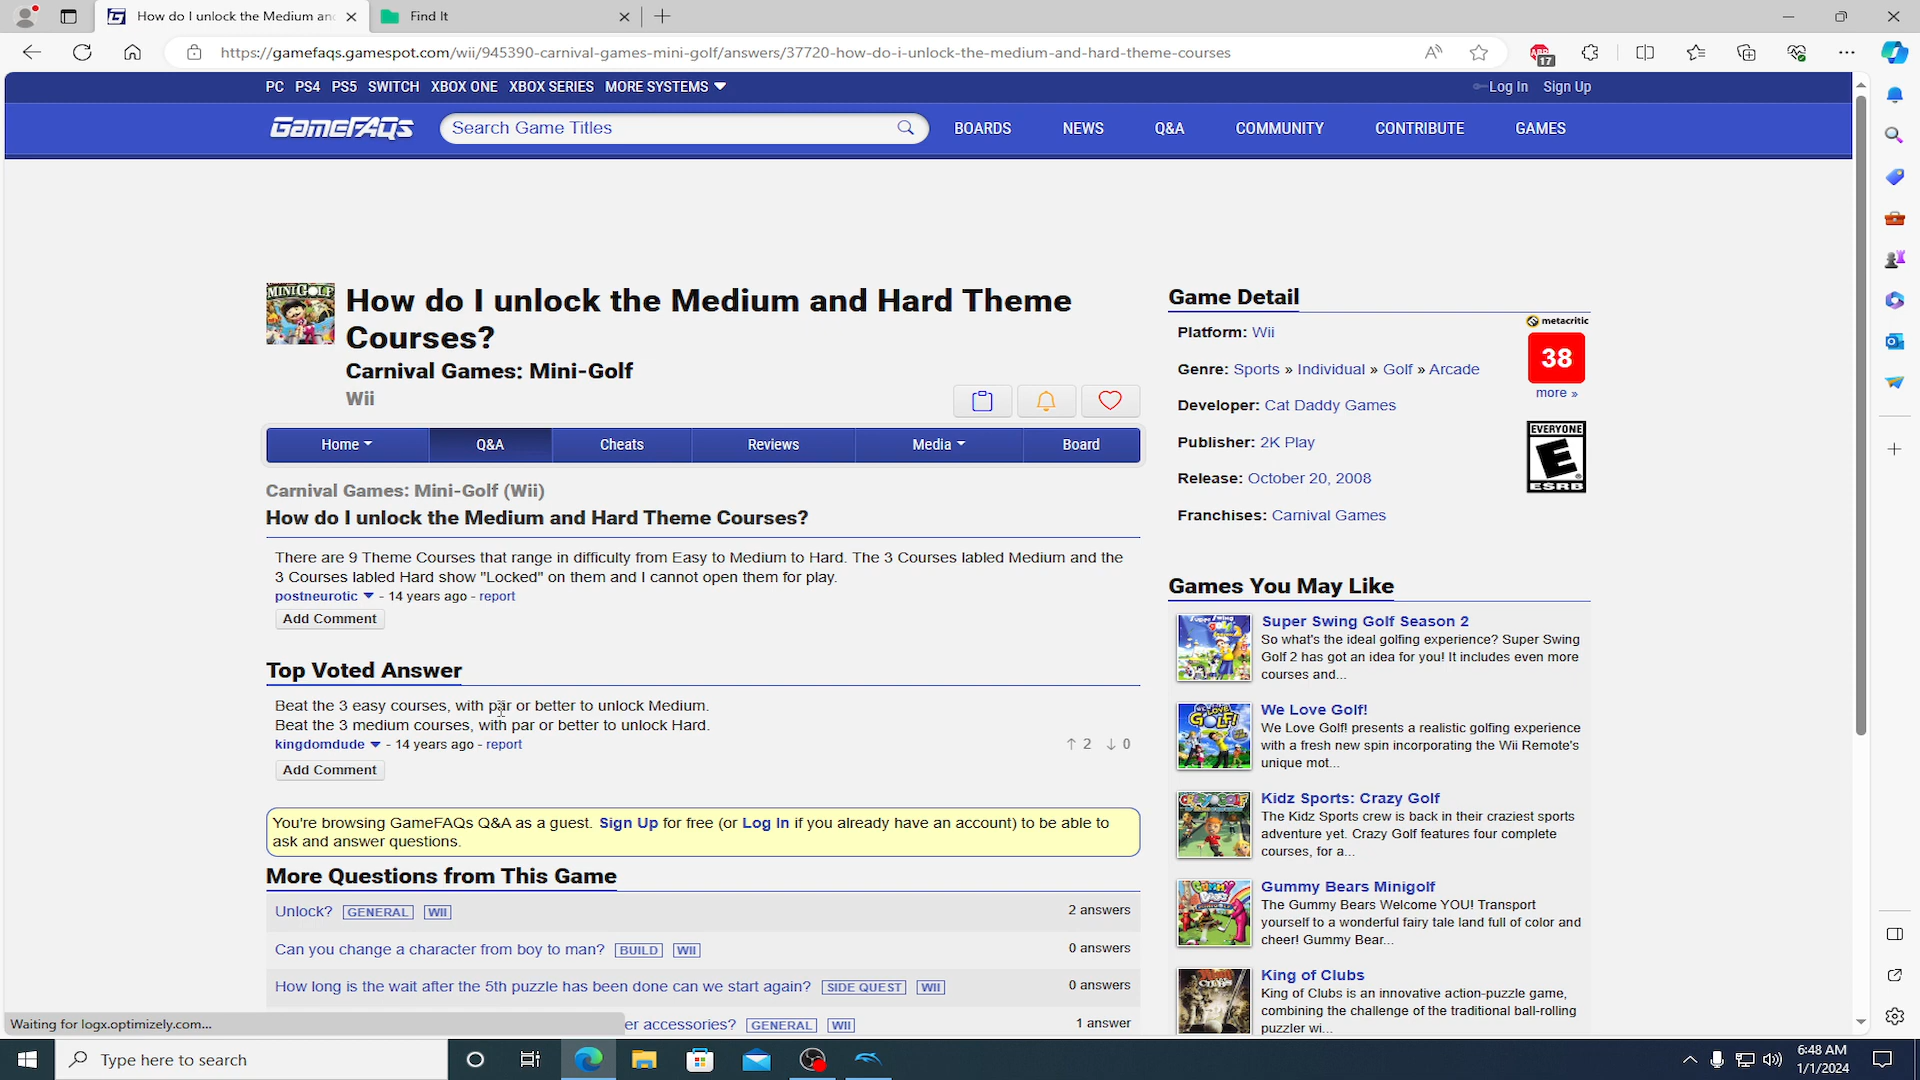 How do I unlock the Medium an
Find It
https://gamefaqs.gamespot.com/wii/945390-carnival-games-mini-golf/answers/37720-how-do-i-unlock-the-medium-and-hard-theme-courses
17
PC PS4 PS5 SWITCH XBOX ONE XBOX SERIES MORE SYSTEMS
Log In Sign Up
GameFAQs
Search Game Titles
BOARDS NEWS Q&A COMMUNITY CONTRIBUTE GAMES
MINIGOLF
How do I unlock the Medium and Hard Theme
Courses?
Carnival Games: Mini-Golf
Wii
Home Q&A Cheats Reviews Media Board
Carnival Games: Mini-Golf (Wii)
How do I unlock the Medium and Hard Theme Courses?
There are 9 Theme Courses that range in difficulty from Easy to Medium to Hard. The 3 Courses labled Medium and the
3 Courses labled Hard show "Locked" on them and I cannot open them for play.
postneurotic - 14 years ago - report
Add Comment
Top Voted Answer
Beat the 3 easy courses, with par or better to unlock Medium.
Beat the 3 medium courses, with par or better to unlock Hard.
kingdomdude - 14 years ago - report
2 0
Add Comment
You're browsing GameFAQs Q&A as a guest. Sign Up for free (or Log In if you already have an account) to be able to
ask and answer questions.
More Questions from This Game
Unlock? GENERAL WII 2 answers
Can you change a character from boy to man? BUILD WII 0 answers
How long is the wait after the 5th puzzle has been done can we start again? SIDE QUEST WII 0 answers
er accessories? GENERAL WII 1 answer
Game Detail
Platform: Wii
Genre: Sports » Individual » Golf » Arcade
Developer: Cat Daddy Games
Publisher: 2K Play
Release: October 20, 2008
Franchises: Carnival Games
metacritic
38
more »
EVERYONE
E
ESRB
Games You May Like
Super Swing Golf Season 2
So what's the ideal golfing experience? Super Swing
Golf 2 has got an idea for you! It includes even more
courses and...
We Love Golf!
We Love Golf! presents a realistic golfing experience
with a fresh new spin incorporating the Wii Remote's
unique mot...
Kidz Sports: Crazy Golf
The Kidz Sports crew is back in their craziest sports
adventure yet. Crazy Golf features four complete
courses, for a...
Gummy Bears Minigolf
The Gummy Bears Welcome YOU! Transport
yourself to a wonderful fairy tale land full of color and
cheer! Gummy Bear...
King of Clubs
King of Clubs is an innovative action-puzzle game,
combining the challenge of the traditional ball-rolling
puzzler wi...
Waiting for logx.optimizely.com...
Type here to search
6:48 AM
1/1/2024